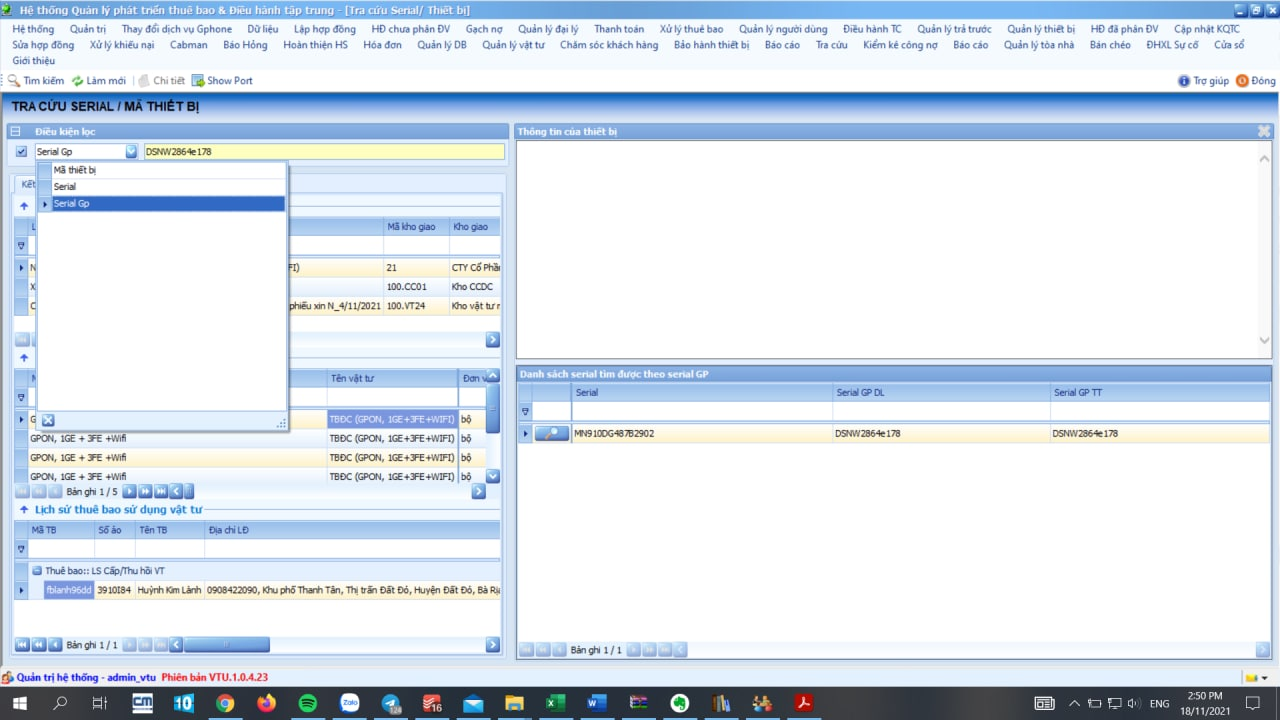 Hệ thống Quản lý phát triển thuê bao & Điều hành tập trung - [Tra cứu Serial/ Thiết bị]
Hệ thống Quản trị Thay đổi dịch vụ Gphone Dữ liệu Lập hợp đồng HĐ chưa phân ĐV Gạch nợ Quản lý đại lý Thanh toán Xử lý thuê bao Quản lý người dùng Điều hành TC Quản lý trả trước Quản lý thiết bị HĐ đã phân ĐV Cập nhật KQTC
Sửa hợp đồng Xử lý khiếu nại Cabman Báo Hỏng Hoàn thiện HS Hóa đơn Quản lý DB Quản lý vật tư Chăm sóc khách hàng Bảo hành thiết bị Báo cáo Tra cứu Kiểm kê công nợ Báo cáo Quản lý tòa nhà Bán chéo ĐHXL Sự cố Cửa sổ
Giới thiệu
Tìm kiếm Làm mới Chi tiết Show Port Trợ giúp Đóng
TRA CỨU SERIAL / MÃ THIẾT BỊ
Điều kiện lọc
Serial Gp DSNW2864e178
Mã thiết bị
Serial
Serial Gp
Kết
L Mã kho giao Kho giao
N FI) 21 CTY Cổ Phầ
X 100.CC01 Kho CCDC
C phiếu xin N_4/11/2021 100.VT24 Kho vật tư r
Tên vật tư Đơn v
G TBĐC (GPON, 1GE+3FE+WIFI) bộ
GPON, 1GE + 3FE +Wifi TBĐC (GPON, 1GE+3FE+WIFI) bộ
GPON, 1GE + 3FE +Wifi TBĐC (GPON, 1GE+3FE+WIFI) bộ
GPON, 1GE + 3FE +Wifi TBĐC (GPON, 1GE+3FE+WIFI) bộ
Bản ghi 1 / 5
Lịch sử thuê bao sử dụng vật tư
Mã TB Số ảo Tên TB Địa chỉ LĐ
Thuê bao:: LS Cấp/Thu hồi VT
fblanh96dd 3910184 Huỳnh Kim Lành 0908422090, Khu phố Thanh Tân, Thị trấn Đất Đỏ, Huyện Đất Đỏ, Bà Rịa
Bản ghi 1 / 1
Thông tin của thiết bị
Danh sách serial tìm được theo serial GP
Serial Serial GP DL Serial GP TT
MN910DG487B2902 DSNW2864e178 DSNW2864e178
Bản ghi 1 / 1
Quản trị hệ thống - admin_vtu Phiên bản VTU.1.0.4.23
CM 10 Zalo 16 ENG
2:50 PM
18/11/2021